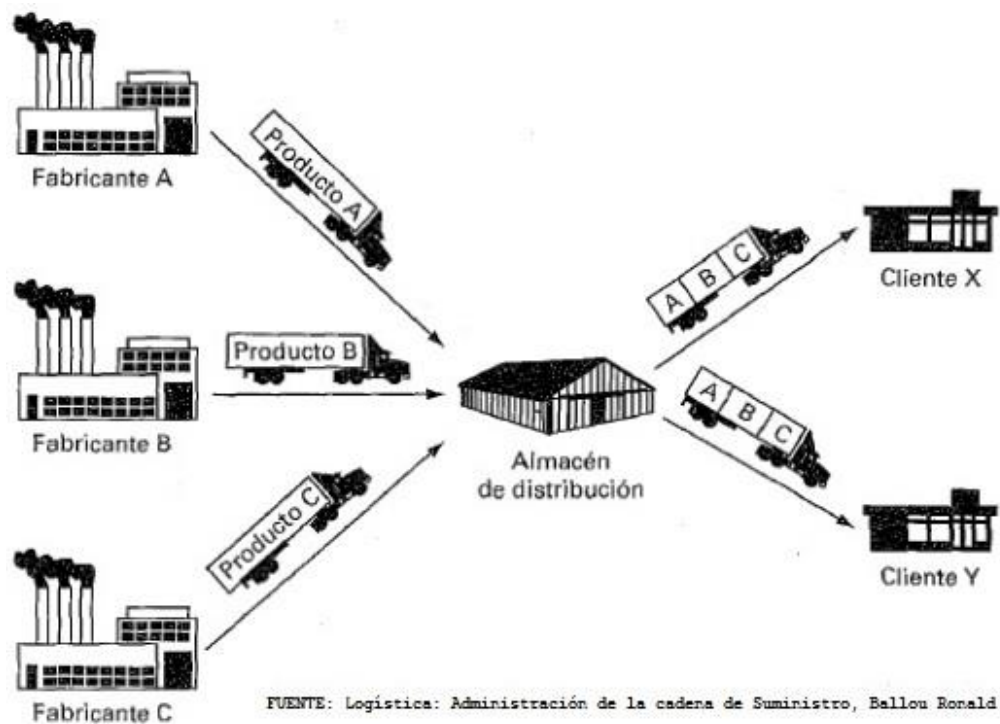 Fabricante A
Producto A
Fabricante B
Producto B
Fabricante C
Producto C
Almacén
de distribución
A B C
Cliente X
A B C
Cliente Y
FUENTE: Logística: Administración de la cadena de Suministro, Ballou Ronald